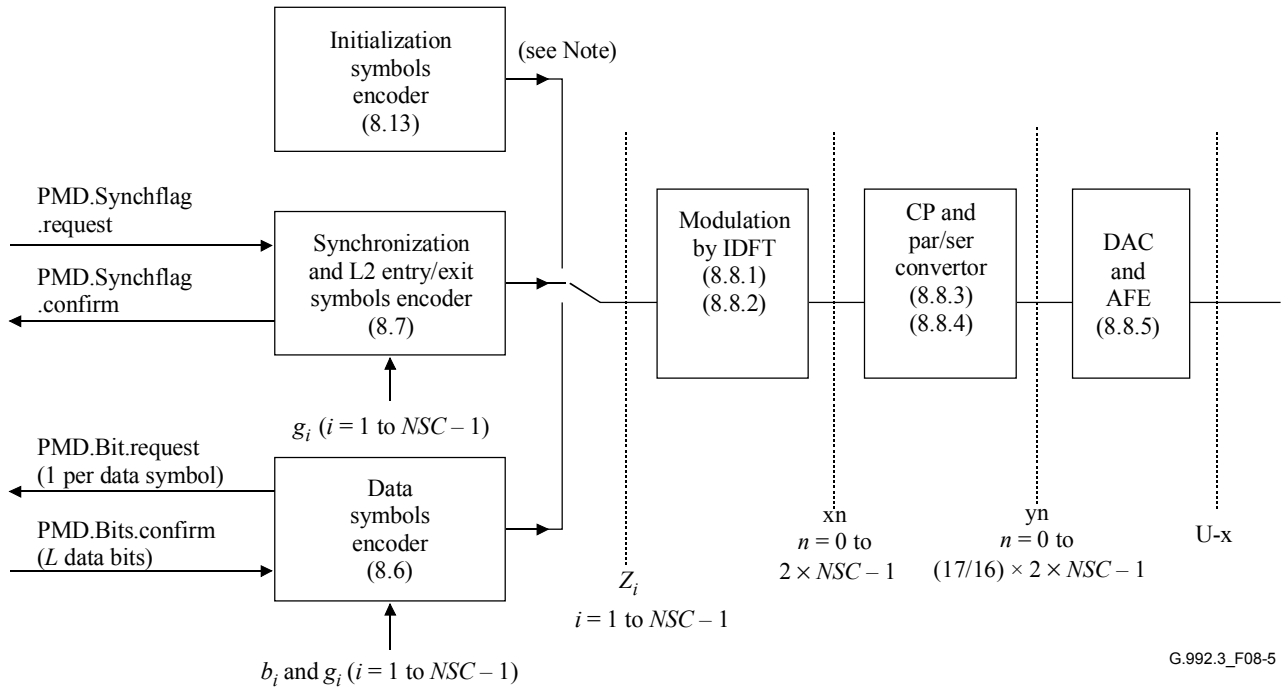 Initialization
symbols
encoder
(8.13)
(see Note)
PMD.Synchflag
.request
PMD.Synchflag
.confirm
Synchronization
and L2 entry/exit
symbols encoder
(8.7)
g_i (i = 1 to NSC – 1)
PMD.Bit.request
(1 per data symbol)
PMD.Bits.confirm
(L data bits)
Data
symbols
encoder
(8.6)
b_i and g_i (i = 1 to NSC – 1)
Z_i
i = 1 to NSC – 1
Modulation
by IDFT
(8.8.1)
(8.8.2)
xn
n = 0 to
2 × NSC – 1
CP and
par/ser
convertor
(8.8.3)
(8.8.4)
yn
n = 0 to
(17/16) × 2 × NSC – 1
DAC
and
AFE
(8.8.5)
U-x
G.992.3_F08-5